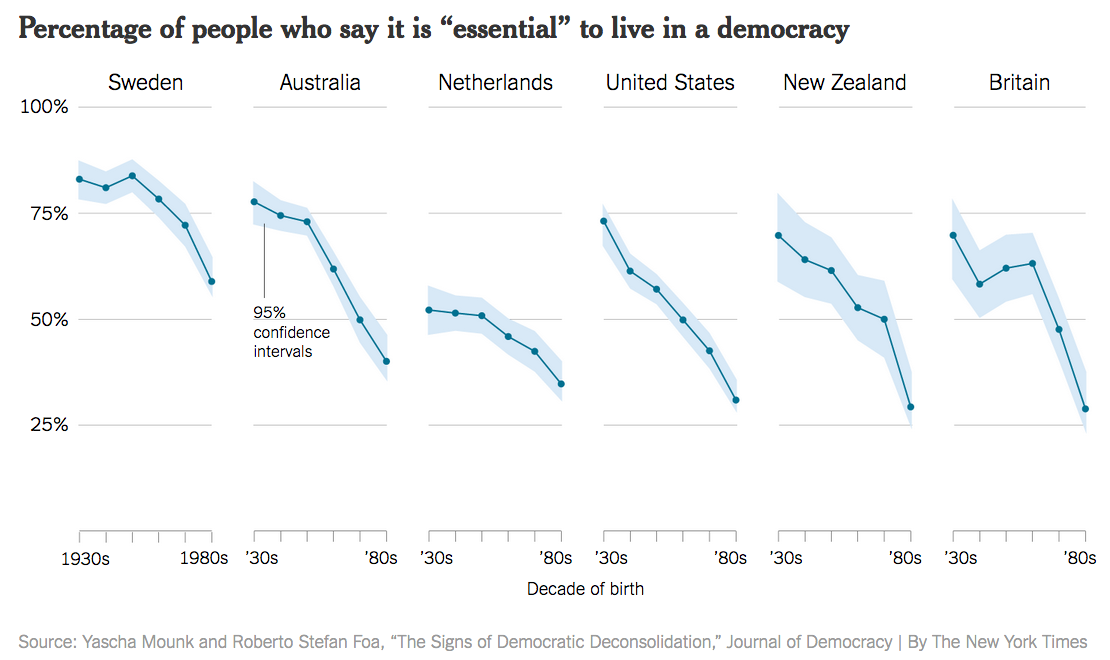 Percentage of people who say it is “essential” to live in a democracy
Sweden Australia Netherlands United States New Zealand Britain
100%
75%
50%
25%
95%
confidence
intervals
1930s 1980s ’30s ’80s ’30s ’80s ’30s ’80s ’30s ’80s ’30s ’80s
Decade of birth
Source: Yascha Mounk and Roberto Stefan Foa, “The Signs of Democratic Deconsolidation,” Journal of Democracy | By The New York Times